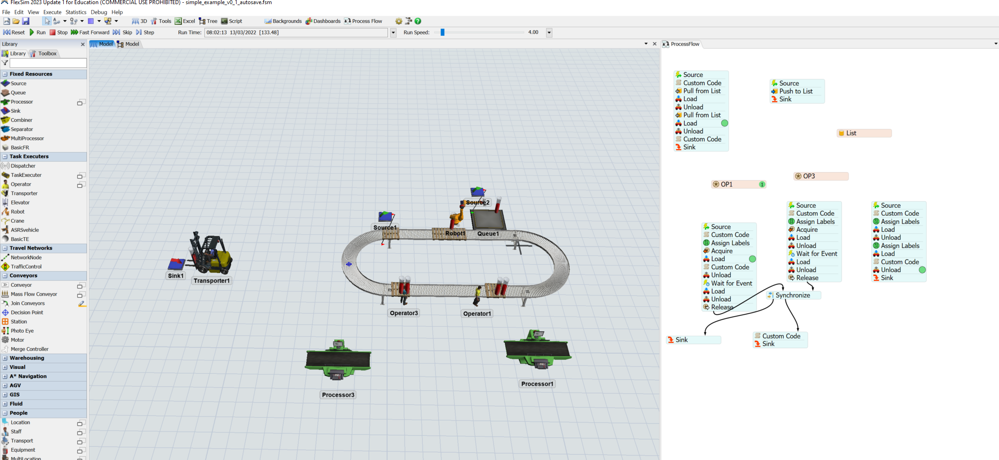 FlexSim 2023 Update 1 for Education (COMMERCIAL USE PROHIBITED) - simple_example_v0_1_autosave.fsm
File Edit View Execute Statistics Debug Help
3D Tools Excel Tree Script Backgrounds Dashboards Process Flow
Reset Run Stop Fast Forward Skip Step Run Time: 08:02:13 13/03/2022 [133.48] Run Speed: 4.00
Library
Library Toolbox
Fixed Resources
Source
Queue
Processor
Sink
Combiner
Separator
MultiProcessor
BasicFR
Task Executers
Dispatcher
TaskExecuter
Operator
Transporter
Elevator
Robot
Crane
ASRSvehicle
BasicTE
Travel Networks
NetworkNode
TrafficControl
Conveyors
Conveyor
Mass Flow Conveyor
Join Conveyors
Decision Point
Station
Photo Eye
Motor
Merge Controller
Warehousing
Visual
A* Navigation
AGV
GIS
Fluid
People
Location
Staff
Transport
Equipment
MultiLocation
Model Model
Source2
Source1
Robot1 Queue1
Sink1
Transporter1
Operator3
Operator1
Processor1
Processor3
ProcessFlow
Source
Custom Code
Pull from List
Load
Unload
Pull from List
Load
Unload
Custom Code
Sink
Source
Push to List
Sink
List
OP3
OP1 1
Source
Custom Code
Assign Labels
Acquire
Load
Custom Code
Unload
Wait for Event
Load
Unload
Release
Source
Custom Code
Assign Labels
Acquire
Load
Unload
Wait for Event
Load
Unload
Release
Source
Custom Code
Assign Labels
Load
Unload
Assign Labels
Load
Custom Code
Unload
Sink
Synchronize
Sink
Custom Code
Sink